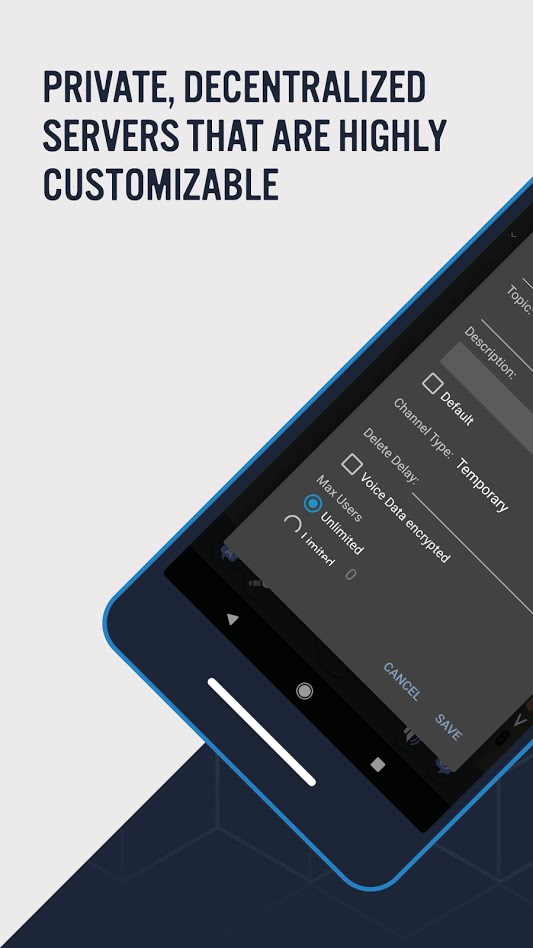 PRIVATE, DECENTRALIZED
SERVERS THAT ARE HIGHLY
CUSTOMIZABLE
Topic:
Description:
Default
Channel Type: Temporary
Delete Delay:
Voice Data encrypted
Max Users
Unlimited
Limited
0
CANCEL
SAVE